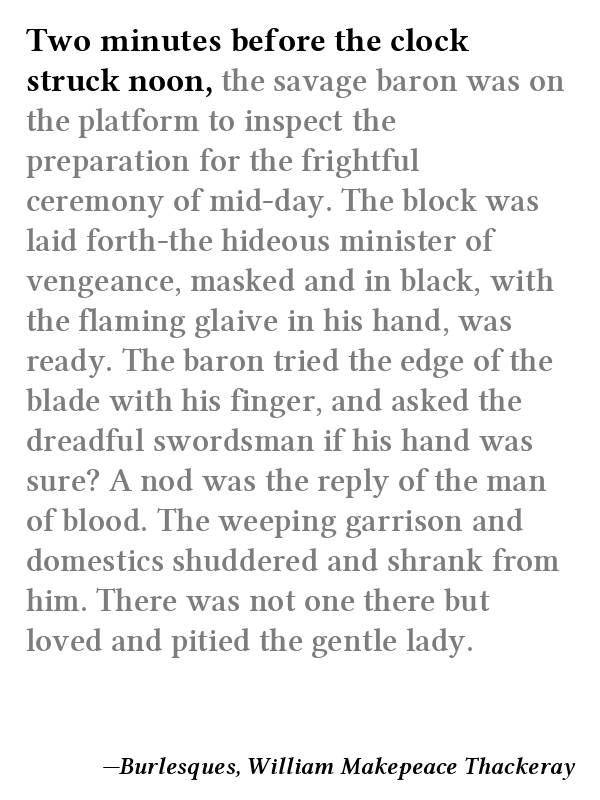 Two minutes before the clock
struck noon, the savage baron was on
the platform to inspect the
preparation for the frightful
ceremony of mid-day. The block was
laid forth-the hideous minister of
vengeance, masked and in black, with
the flaming glaive in his hand, was
ready. The baron tried the edge of the
blade with his finger, and asked the
dreadful swordsman if his hand was
sure? A nod was the reply of the man
of blood. The weeping garrison and
domestics shuddered and shrank from
him. There was not one there but
loved and pitied the gentle lady.
—Burlesques, William Makepeace Thackeray